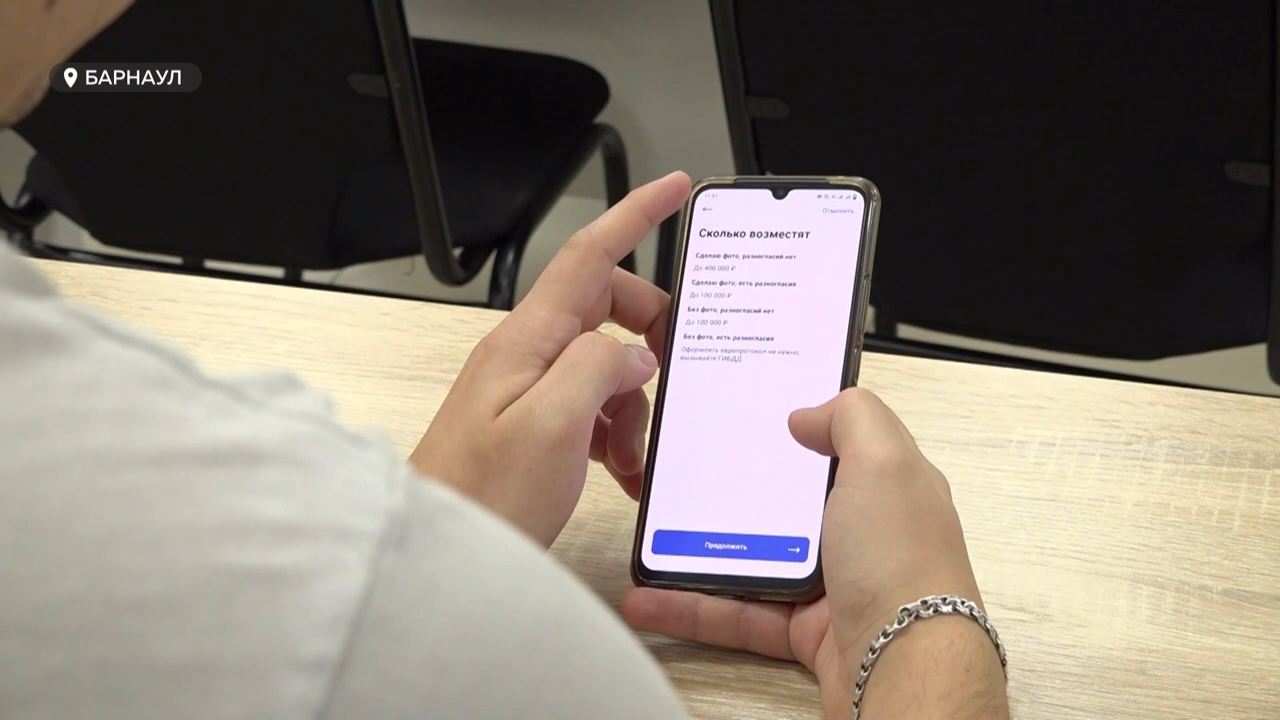 БАРНАУЛ
Отменить
Сколько возместят
Сделаю фото, разногласий нет
До 400 000 ₽
Сделаю фото, есть разногласия
До 100 000 ₽
Без фото, разногласий нет
До 100 000 ₽
Без фото, есть разногласия
Оформлять европротокол не нужно,
вызывайте ГИБДД
Продолжить